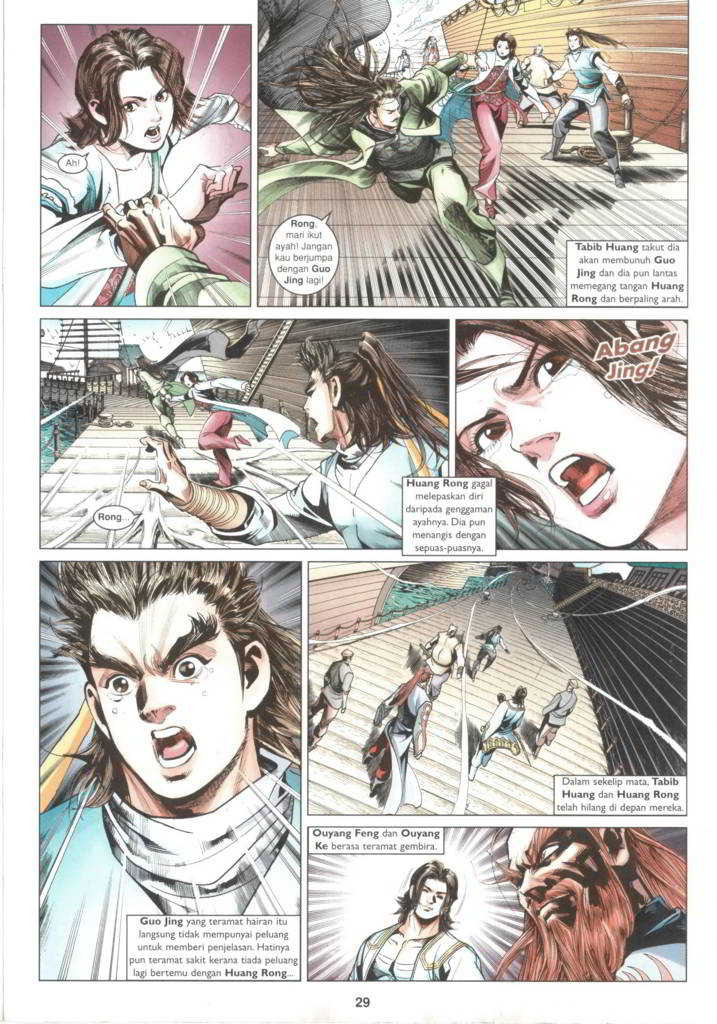 Ah!
Rong,
mari ikut
ayah! Jangan
kau berjumpa
dengan Guo
Jing lagi!
Tabib Huang takut dia
akan membunuh Guo
Jing dan dia pun lantas
memegang tangan Huang
Rong dan berpaling arah.
Rong...
Huang Rong gagal
melepaskan diri
daripada genggaman
ayahnya. Dia pun
menangis dengan
sepuas-puasnya.
Abang
Jing!
Guo Jing yang teramat hairan itu
langsung tidak mempunyai peluang
untuk memberi penjelasan. Hatinya
pun teramat sakit kerana tiada peluang
lagi bertemu dengan Huang Rong...
Dalam sekelip mata, Tabib
Huang dan Huang Rong
telah hilang di depan mereka.
Ouyang Feng dan Ouyang
Ke berasa teramat gembira.
29